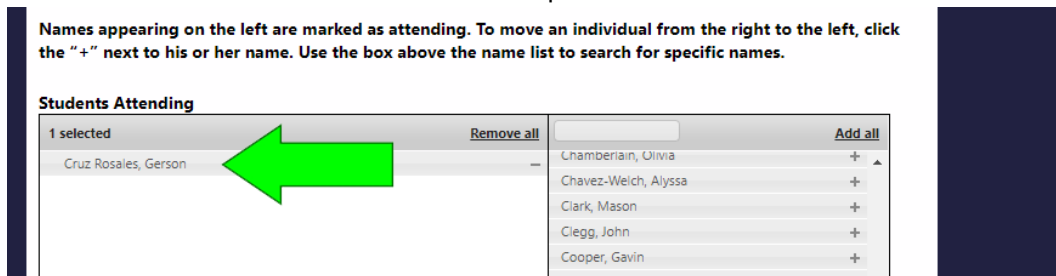 Names appearing on the left are marked as attending. To move an individual from the right to the left, click
the "+" next to his or her name. Use the box above the name list to search for specific names.
Students Attending
1 selected Remove all Add all
Cruz Rosales, Gerson − Chamberlain, Olivia +
Chavez-Welch, Alyssa +
Clark, Mason +
Clegg, John +
Cooper, Gavin +